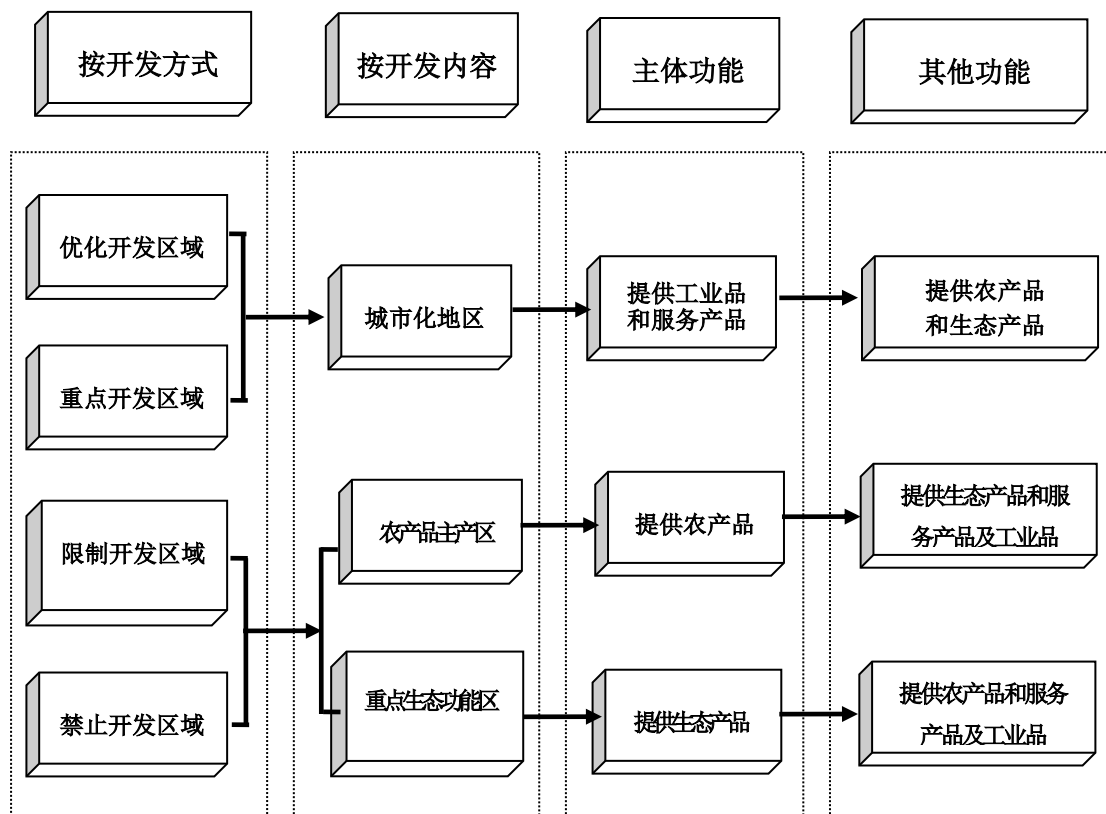 按开发方式
按开发内容
主体功能
其他功能
优化开发区域
重点开发区域
限制开发区域
禁止开发区域
城市化地区
农产品主产区
重点生态功能区
提供工业品
和服务产品
提供农产品
提供生态产品
提供农产品
和生态产品
提供生态产品和服
务产品及工业品
提供农产品和服务
产品及工业品